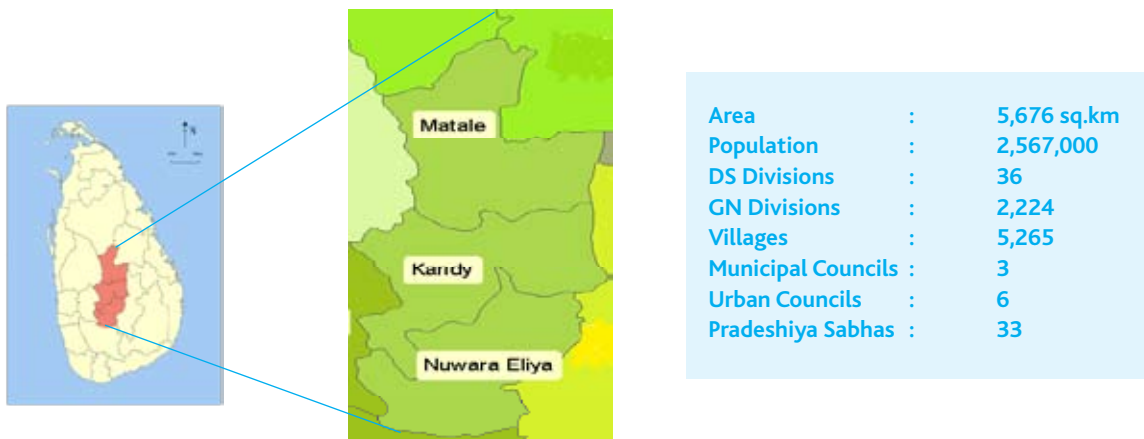 Matale
Kandy
Nuwara Eliya
N
Area : 5,676 sq.km
Population : 2,567,000
DS Divisions : 36
GN Divisions : 2,224
Villages : 5,265
Municipal Councils : 3
Urban Councils : 6
Pradeshiya Sabhas : 33